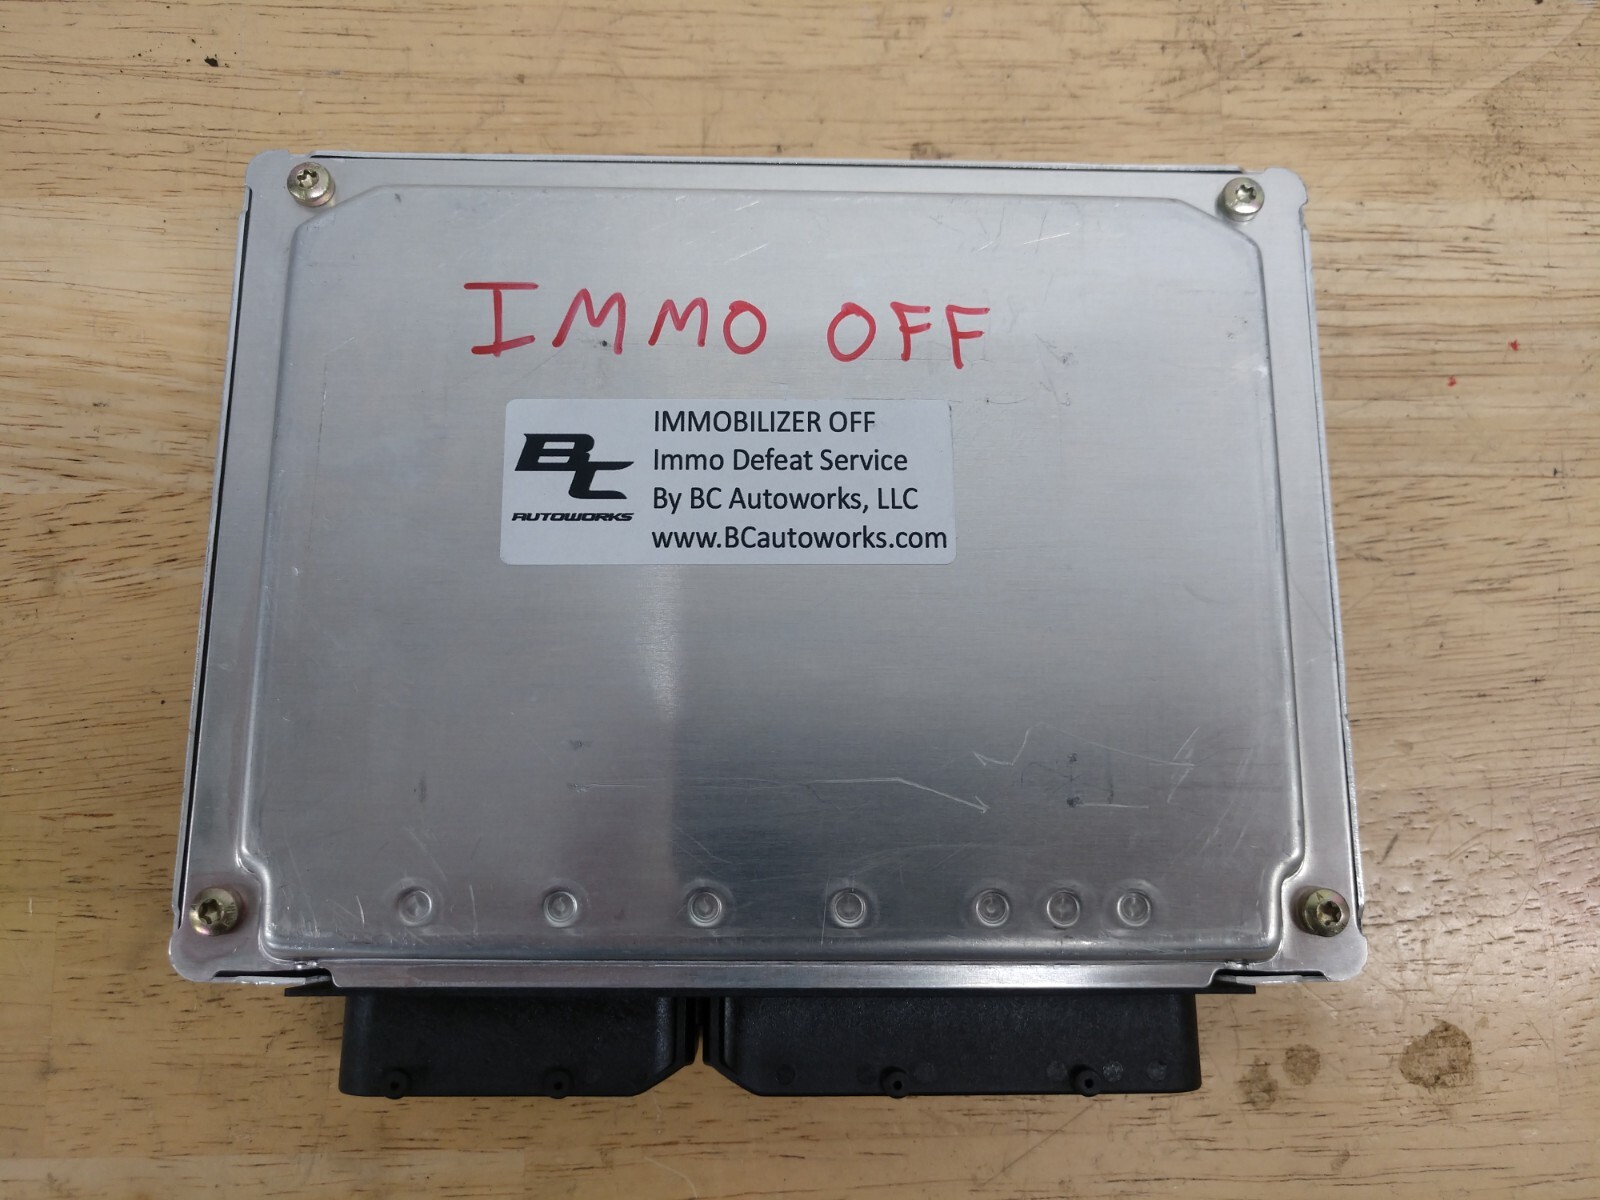 IMMO OFF
IMMOBILIZER OFF
Immo Defeat Service
By BC Autoworks, LLC
www.BCautoworks.com
BC
AUTOWORKS